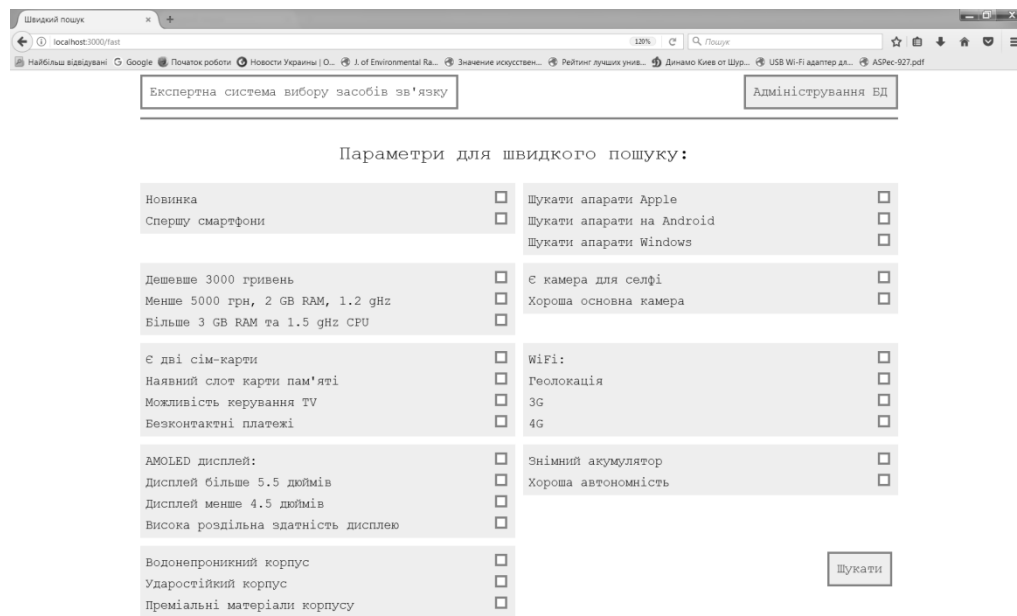 Швидкий пошук
localhost:3000/fast
120%
Пошук
Найбільш відвідувані
Google
Початок роботи
Новости Украины | О...
J. of Environmental Ra...
Значение искусствен...
Рейтинг лучших унив...
Динамо Киев от Шур...
USB Wi-Fi адаптер дл...
ASPec-927.pdf
Експертна система вибору засобів зв'язку
Адміністрування БД
Параметри для швидкого пошуку:
Новинка
Спершу смартфони
Шукати апарати Apple
Шукати апарати на Android
Шукати апарати Windows
Дешевше 3000 гривень
Менше 5000 грн, 2 GB RAM, 1.2 gHz
Більше 3 GB RAM та 1.5 gHz CPU
Є камера для селфі
Хороша основна камера
Є дві сім-карти
Наявний слот карти пам'яті
Можливість керування TV
Безконтактні платежі
WiFi:
Геолокація
3G
4G
AMOLED дисплей:
Дисплей більше 5.5 дюймів
Дисплей менше 4.5 дюймів
Висока роздільна здатність дисплею
Знімний акумулятор
Хороша автономність
Водонепроникний корпус
Ударостійкий корпус
Преміальні матеріали корпусу
Шукати